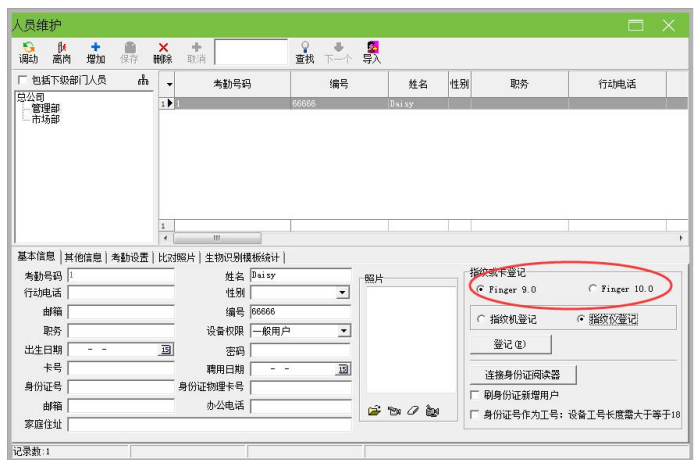 人员维护
调动 离岗 增加 保存 删除 取消 查找 下一个 导入
包括下级部门人员
考勤号码 编号 姓名 性别 职务 行动电话
总公司
管理部
市场部
1 1 66666 Daisy
1
基本信息 其他信息 考勤设置 比对照片 生物识别模板统计
考勤号码 1 姓名 Daisy
行动电话 性别
邮箱 编号 66666
职务 设备权限 一般用户
出生日期 - - 15 密码
卡号 聘用日期 - - 15
身份证号 身份证物理卡号
邮箱 办公电话
家庭住址
照片
指纹或卡登记
Finger 9.0 Finger 10.0
指纹机登记 指纹仪登记
登记(E)
连接身份证阅读器
刷身份证新增用户
身份证号作为工号：设备工号长度需大于等于18
记录数:1